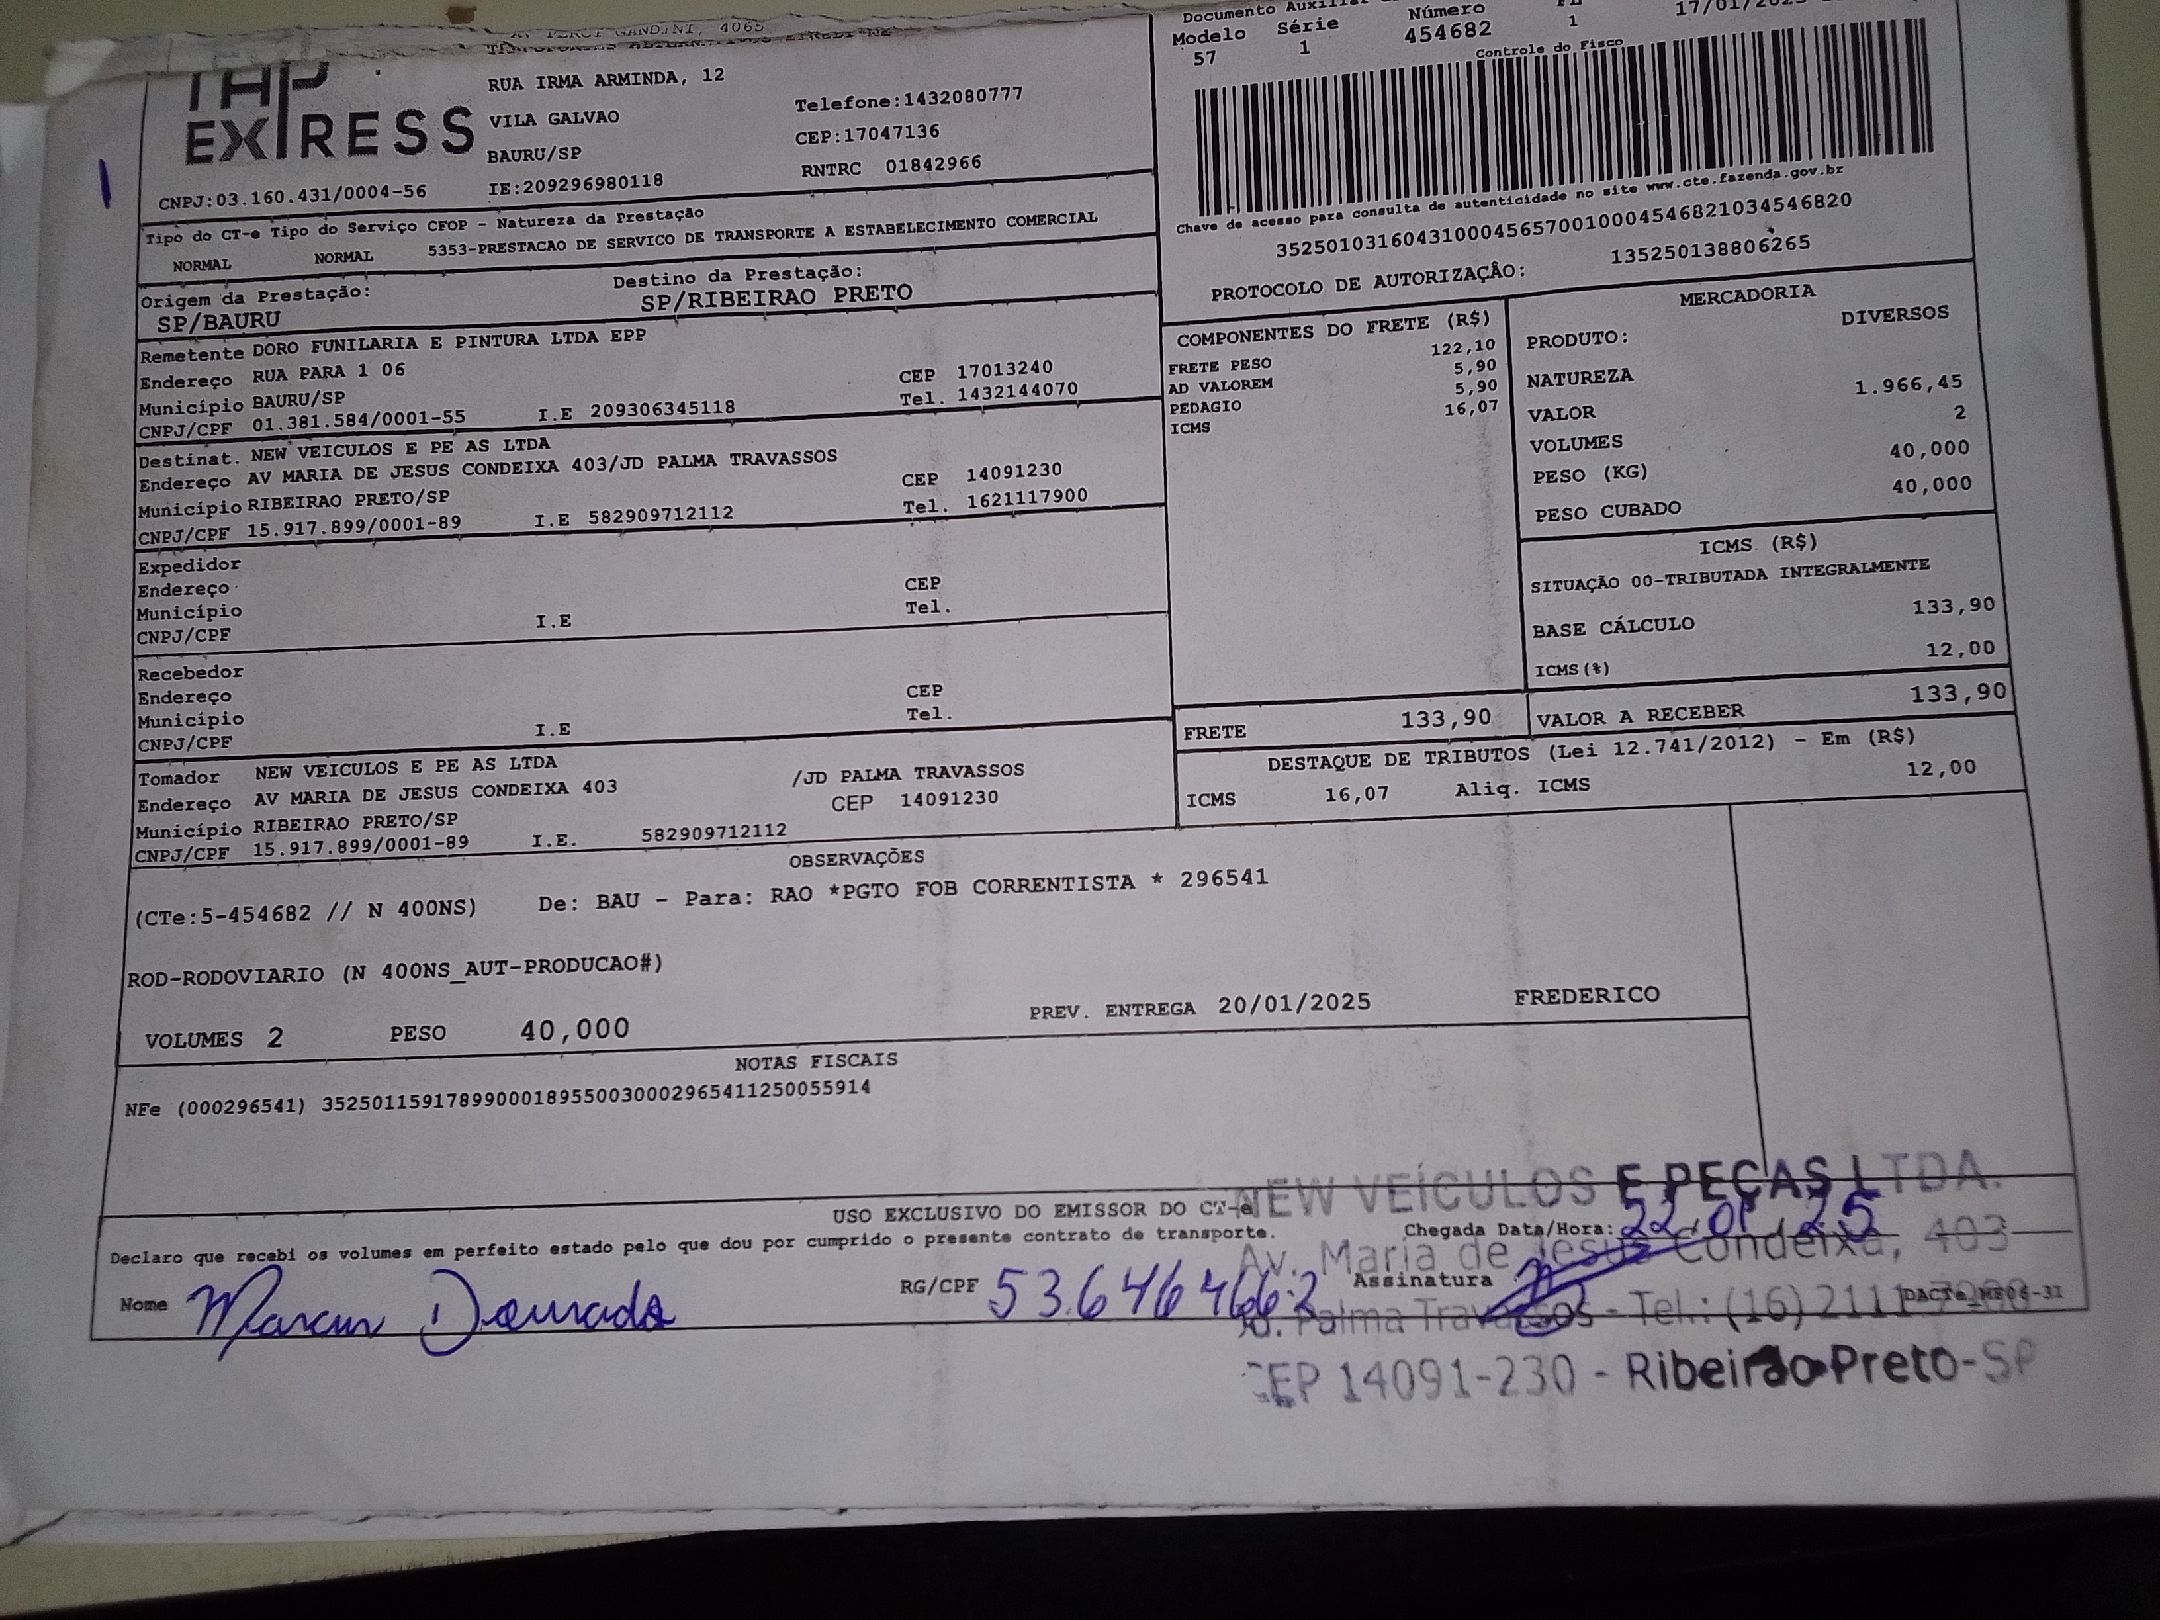 AV PERCY GANDINI, 4065
TAP
EXPRESS
RUA IRMA ARMINDA, 12
VILA GALVAO
BAURU/SP
IE:209296980118
Telefone:1432080777
CEP:17047136
RNTRC 01842966
CNPJ:03.160.431/0004-56
Documento Auxiliar
Modelo Série Número
57 1 454682 1
Controle do Fisco
Chave de acesso para consulta de autenticidade no site www.cte.fazenda.gov.br
35250103160431000456570010004546821034546820
PROTOCOLO DE AUTORIZAÇÂO: 135250138806265
Tipo do CT-e Tipo do Serviço CFOP - Natureza da Prestação
NORMAL NORMAL 5353-PRESTACAO DE SERVICO DE TRANSPORTE A ESTABELECIMENTO COMERCIAL
Origem da Prestação: Destino da Prestação:
SP/BAURU SP/RIBEIRAO PRETO
Remetente DORO FUNILARIA E PINTURA LTDA EPP
Endereço RUA PARA 1 06 CEP 17013240
Município BAURU/SP Tel. 1432144070
CNPJ/CPF 01.381.584/0001-55 I.E 209306345118
Destinat. NEW VEICULOS E PE AS LTDA
Endereço AV MARIA DE JESUS CONDEIXA 403/JD PALMA TRAVASSOS CEP 14091230
Município RIBEIRAO PRETO/SP Tel. 1621117900
CNPJ/CPF 15.917.899/0001-89 I.E 582909712112
Expedidor
Endereço CEP
Município Tel.
CNPJ/CPF I.E
Recebedor
Endereço CEP
Município Tel.
CNPJ/CPF I.E
Tomador NEW VEICULOS E PE AS LTDA
Endereço AV MARIA DE JESUS CONDEIXA 403 /JD PALMA TRAVASSOS
Município RIBEIRAO PRETO/SP CEP 14091230
CNPJ/CPF 15.917.899/0001-89 I.E. 582909712112
COMPONENTES DO FRETE (R$)
FRETE PESO 122,10
AD VALOREM 5,90
PEDAGIO 5,90
ICMS 16,07
MERCADORIA
PRODUTO: DIVERSOS
NATUREZA
VALOR 1.966,45
VOLUMES 2
PESO (KG) 40,000
PESO CUBADO 40,000
ICMS (R$)
SITUAÇÃO 00-TRIBUTADA INTEGRALMENTE
BASE CÁLCULO 133,90
ICMS(%) 12,00
FRETE 133,90 VALOR A RECEBER 133,90
DESTAQUE DE TRIBUTOS (Lei 12.741/2012) - Em (R$)
ICMS 16,07 Aliq. ICMS 12,00
OBSERVAÇÕES
(CTe:5-454682 // N 400NS) De: BAU - Para: RAO *PGTO FOB CORRENTISTA * 296541
ROD-RODOVIARIO (N 400NS_AUT-PRODUCAO#)
VOLUMES 2 PESO 40,000 PREV. ENTREGA 20/01/2025 FREDERICO
NOTAS FISCAIS
NFe (000296541) 35250115917899000189550030002965411250055914
USO EXCLUSIVO DO EMISSOR DO CT-e
Declaro que recebi os volumes em perfeito estado pelo que dou por cumprido o presente contrato de transporte. Chegada Data/Hora: 22/01/25
Nome RG/CPF 53.646466-2 Assinatura
NEW VEÍCULOS E PEÇAS LTDA.
Av. Maria de Jesus Condeixa, 403
Jd. Palma Travassos - Tel.: (16) 2111-7900
CEP 14091-230 - Ribeirão Preto-SP